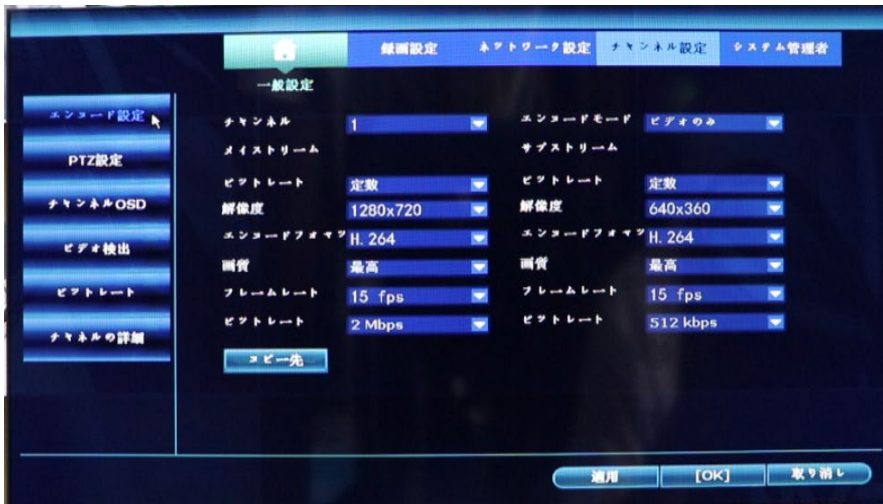 録画設定 ネットワーク設定 チャンネル設定 システム管理者
一般設定
エンコード設定
PTZ設定
チャンネルOSD
ビデオ検出
ビットレート
チャネルの詳細
チャンネル 1 エンコードモード ビデオのみ
メイストリーム サブストリーム
ビットレート 定数 ビットレート 定数
解像度 1280x720 解像度 640x360
エンコードフォマッ H.264 エンコードフォマッ H.264
画質 最高 画質 最高
フレームレート 15 fps フレームレート 15 fps
ビットレート 2 Mbps ビットレート 512 kbps
コピー先
適用 [OK] 取り消し